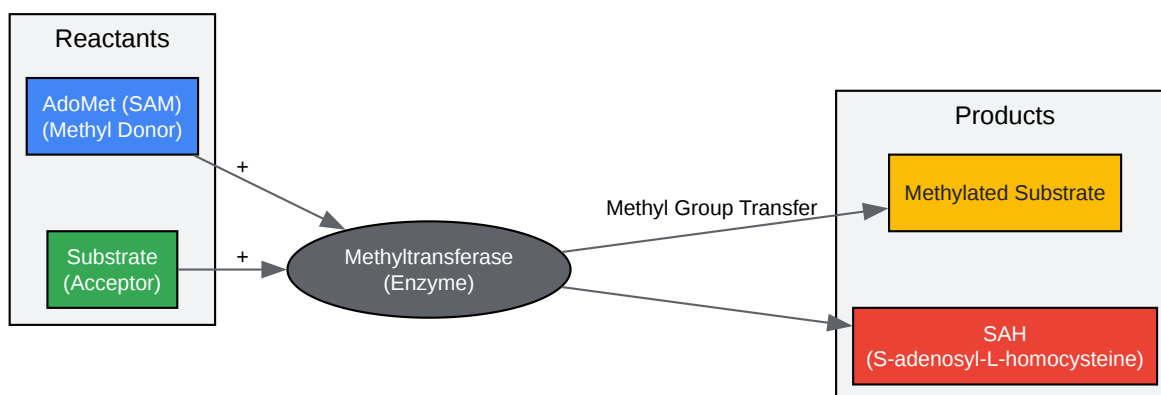 Reactants
AdoMet (SAM)
(Methyl Donor)
+
Substrate
(Acceptor)
+
Methyltransferase
(Enzyme)
Methyl Group Transfer
Products
Methylated Substrate
SAH
(S-adenosyl-L-homocysteine)